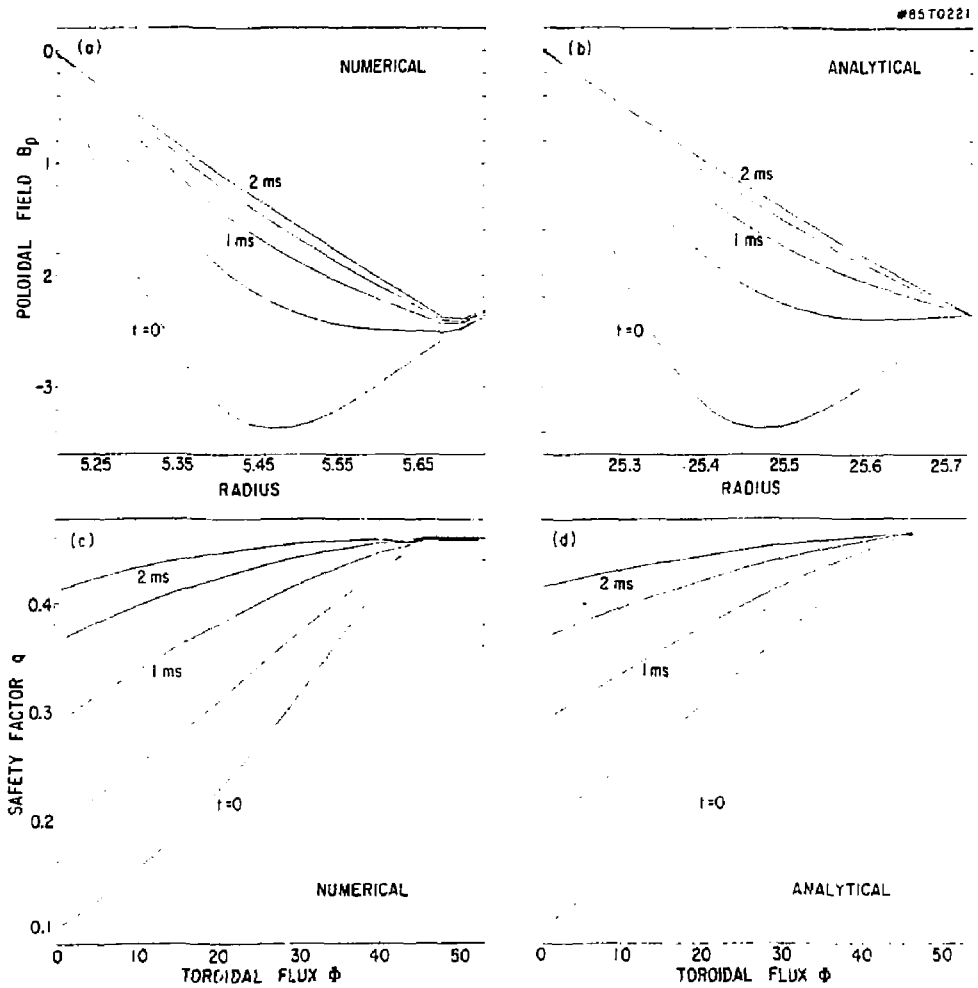 #85T0221
(a)
NUMERICAL
0
1
2
-3
POLOIDAL FIELD Bp
2 ms
1 ms
t=0
5.25 5.35 5.45 5.55 5.65
RADIUS
(b)
ANALYTICAL
2 ms
1 ms
t=0
25.3 25.4 25.5 25.6 25.7
RADIUS
(c)
0.4
0.3
0.2
0.1
SAFETY FACTOR q
2 ms
1 ms
t=0
NUMERICAL
0 10 20 30 40 50
TOROIDAL FLUX Φ
(d)
2 ms
1 ms
t=0
ANALYTICAL
0 10 20 30 40 50
TOROIDAL FLUX Φ